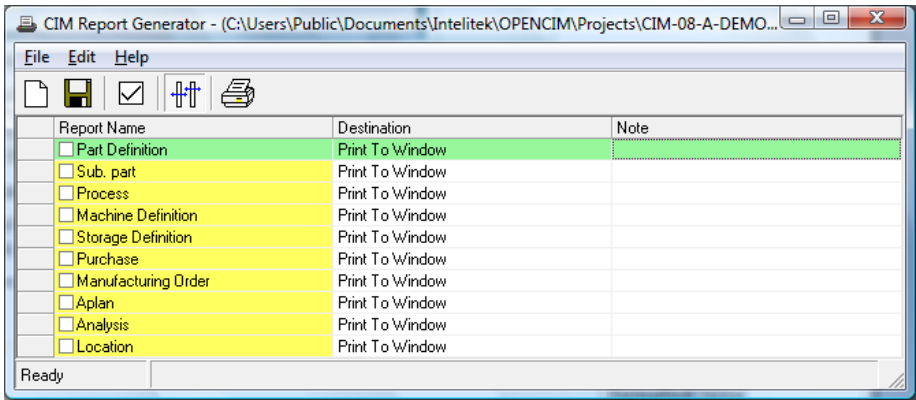 CIM Report Generator - (C:\Users\Public\Documents\Intelitek\OPENCIM\Projects\CIM-08-A-DEMO...
File Edit Help
Report Name Destination Note
Part Definition Print To Window
Sub. part Print To Window
Process Print To Window
Machine Definition Print To Window
Storage Definition Print To Window
Purchase Print To Window
Manufacturing Order Print To Window
Aplan Print To Window
Analysis Print To Window
Location Print To Window
Ready